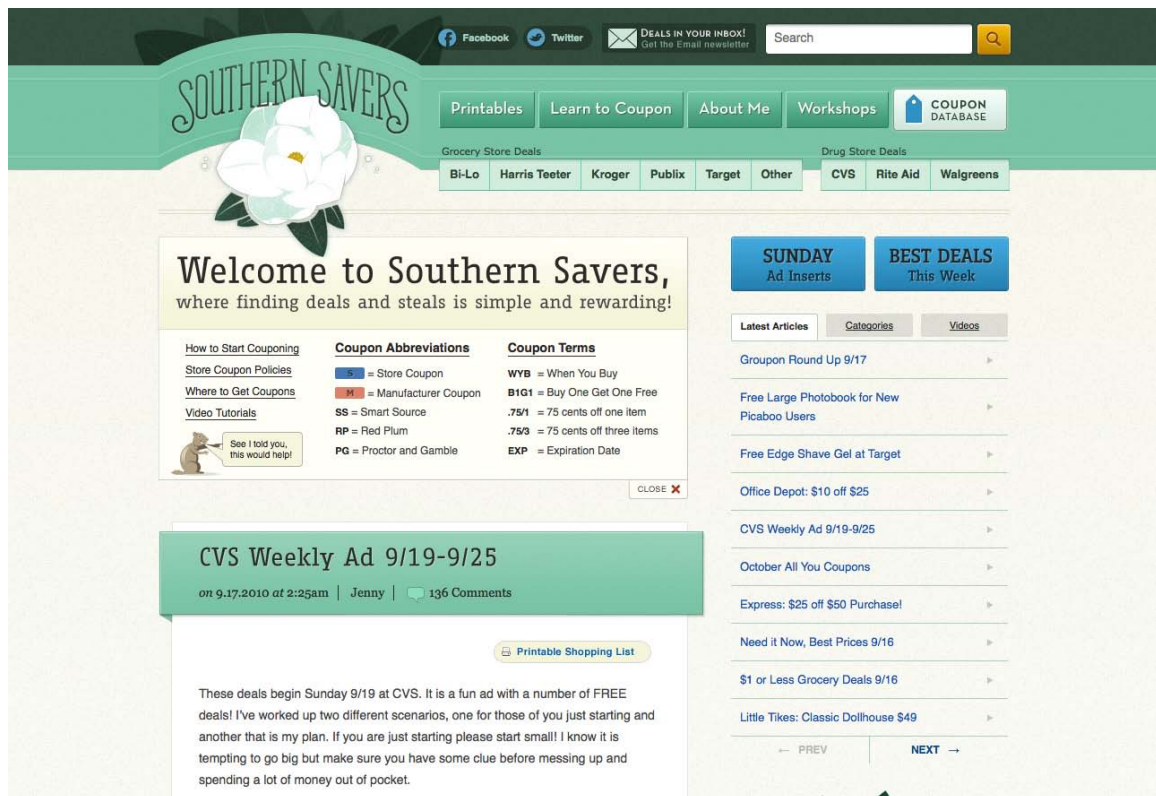 Facebook
Twitter
DEALS IN YOUR INBOX!
Get the Email newsletter
Search
SOUTHERN SAVERS
Printables
Learn to Coupon
About Me
Workshops
COUPON
DATABASE
Grocery Store Deals
Bi-Lo
Harris Teeter
Kroger
Publix
Target
Other
Drug Store Deals
CVS
Rite Aid
Walgreens
Welcome to Southern Savers,
where finding deals and steals is simple and rewarding!
How to Start Couponing
Store Coupon Policies
Where to Get Coupons
Video Tutorials
See I told you,
this would help!
Coupon Abbreviations
S = Store Coupon
M = Manufacturer Coupon
SS = Smart Source
RP = Red Plum
PG = Proctor and Gamble
Coupon Terms
WYB = When You Buy
B1G1 = Buy One Get One Free
.75/1 = 75 cents off one item
.75/3 = 75 cents off three items
EXP = Expiration Date
CLOSE
CVS Weekly Ad 9/19-9/25
on 9.17.2010 at 2:25am | Jenny | 136 Comments
Printable Shopping List
These deals begin Sunday 9/19 at CVS. It is a fun ad with a number of FREE
deals! I've worked up two different scenarios, one for those of you just starting and
another that is my plan. If you are just starting please start small! I know it is
tempting to go big but make sure you have some clue before messing up and
spending a lot of money out of pocket.
SUNDAY
Ad Inserts
BEST DEALS
This Week
Latest Articles
Categories
Videos
Groupon Round Up 9/17
Free Large Photobook for New
Picaboo Users
Free Edge Shave Gel at Target
Office Depot: $10 off $25
CVS Weekly Ad 9/19-9/25
October All You Coupons
Express: $25 off $50 Purchase!
Need it Now, Best Prices 9/16
$1 or Less Grocery Deals 9/16
Little Tikes: Classic Dollhouse $49
← PREV
NEXT →